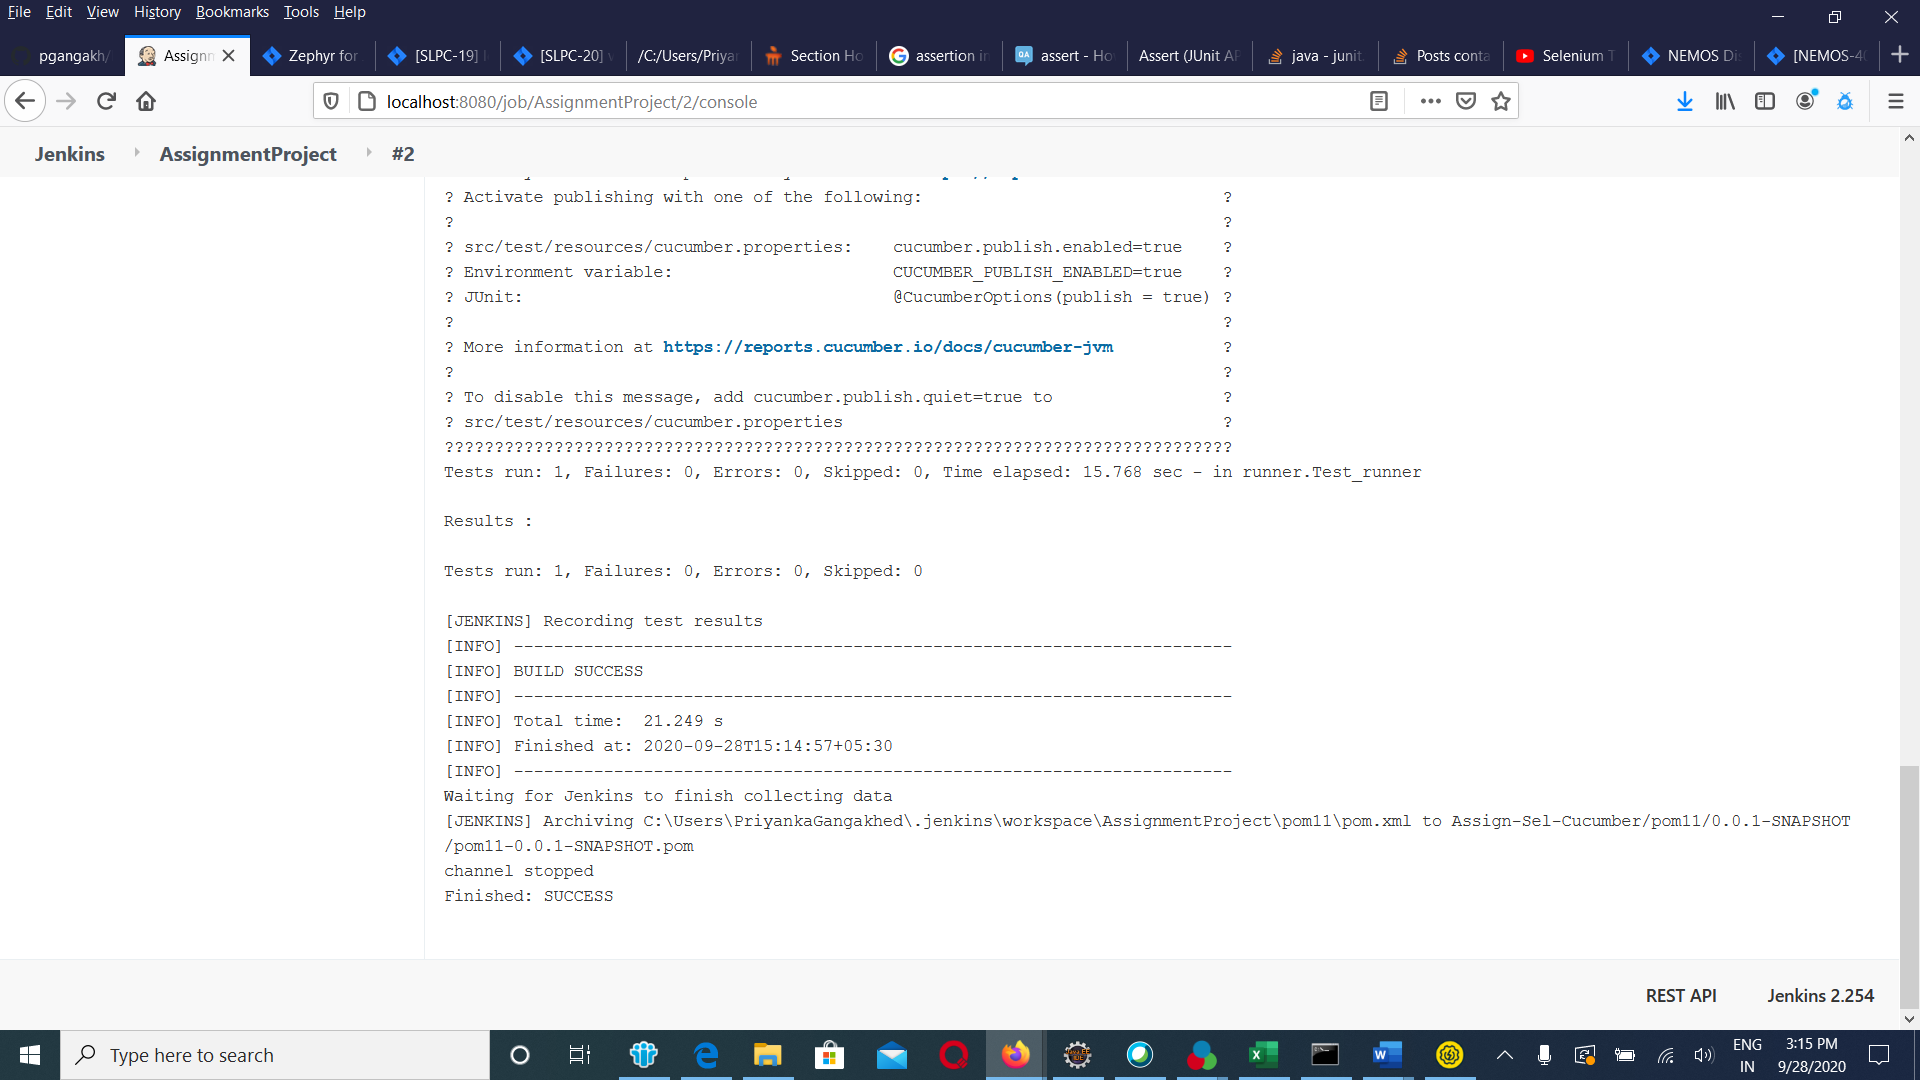 File Edit View History Bookmarks Tools Help
pgangakh/ Assign Zephyr for [SLPC-19] [SLPC-20] /C:/Users/Priya Section Ho assertion in assert - Ho Assert (JUnit AP java - junit. Posts conta Selenium T NEMOS Di [NEMOS-40
localhost:8080/job/AssignmentProject/2/console
Jenkins AssignmentProject #2
? Activate publishing with one of the following: ?
? ?
? src/test/resources/cucumber.properties: cucumber.publish.enabled=true ?
? Environment variable: CUCUMBER_PUBLISH_ENABLED=true ?
? JUnit: @CucumberOptions(publish = true) ?
? ?
? More information at https://reports.cucumber.io/docs/cucumber-jvm ?
? ?
? To disable this message, add cucumber.publish.quiet=true to ?
? src/test/resources/cucumber.properties ?
???????????????????????????????????????????????????????????????????????????????
Tests run: 1, Failures: 0, Errors: 0, Skipped: 0, Time elapsed: 15.768 sec - in runner.Test_runner
Results :
Tests run: 1, Failures: 0, Errors: 0, Skipped: 0
[JENKINS] Recording test results
[INFO] ------------------------------------------------------------------------
[INFO] BUILD SUCCESS
[INFO] ------------------------------------------------------------------------
[INFO] Total time: 21.249 s
[INFO] Finished at: 2020-09-28T15:14:57+05:30
[INFO] ------------------------------------------------------------------------
Waiting for Jenkins to finish collecting data
[JENKINS] Archiving C:\Users\PriyankaGangakhed\.jenkins\workspace\AssignmentProject\pom11\pom.xml to Assign-Sel-Cucumber/pom11/0.0.1-SNAPSHOT
/pom11-0.0.1-SNAPSHOT.pom
channel stopped
Finished: SUCCESS
REST API Jenkins 2.254
Type here to search
ENG
IN
3:15 PM
9/28/2020